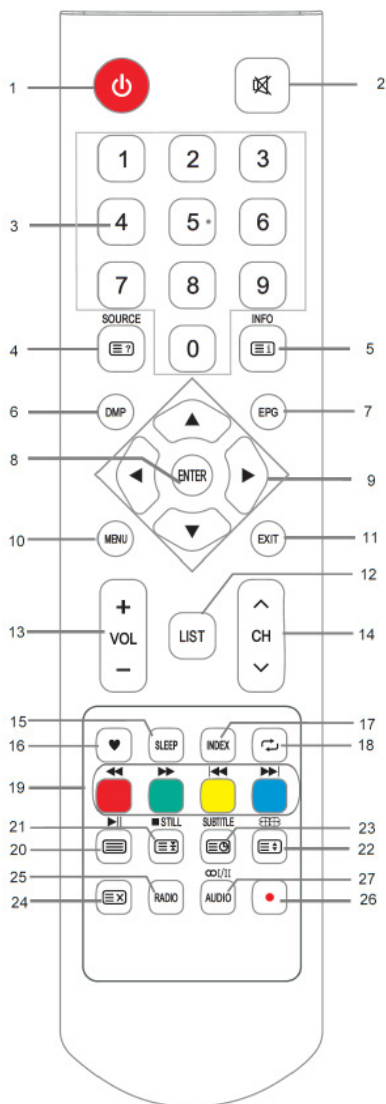 1
2
1 2 3
3
4 5 6
7 8 9
SOURCE INFO
4
?
0
i
5
6
DMP
EPG
7
8
ENTER
9
10
MENU
EXIT
11
12
+
VOL
−
13
LIST
CH
14
15
17
16
SLEEP
INDEX
18
19
STILL SUBTITLE
21
23
20
22
I/II
25
27
24
X
RADIO
AUDIO
26